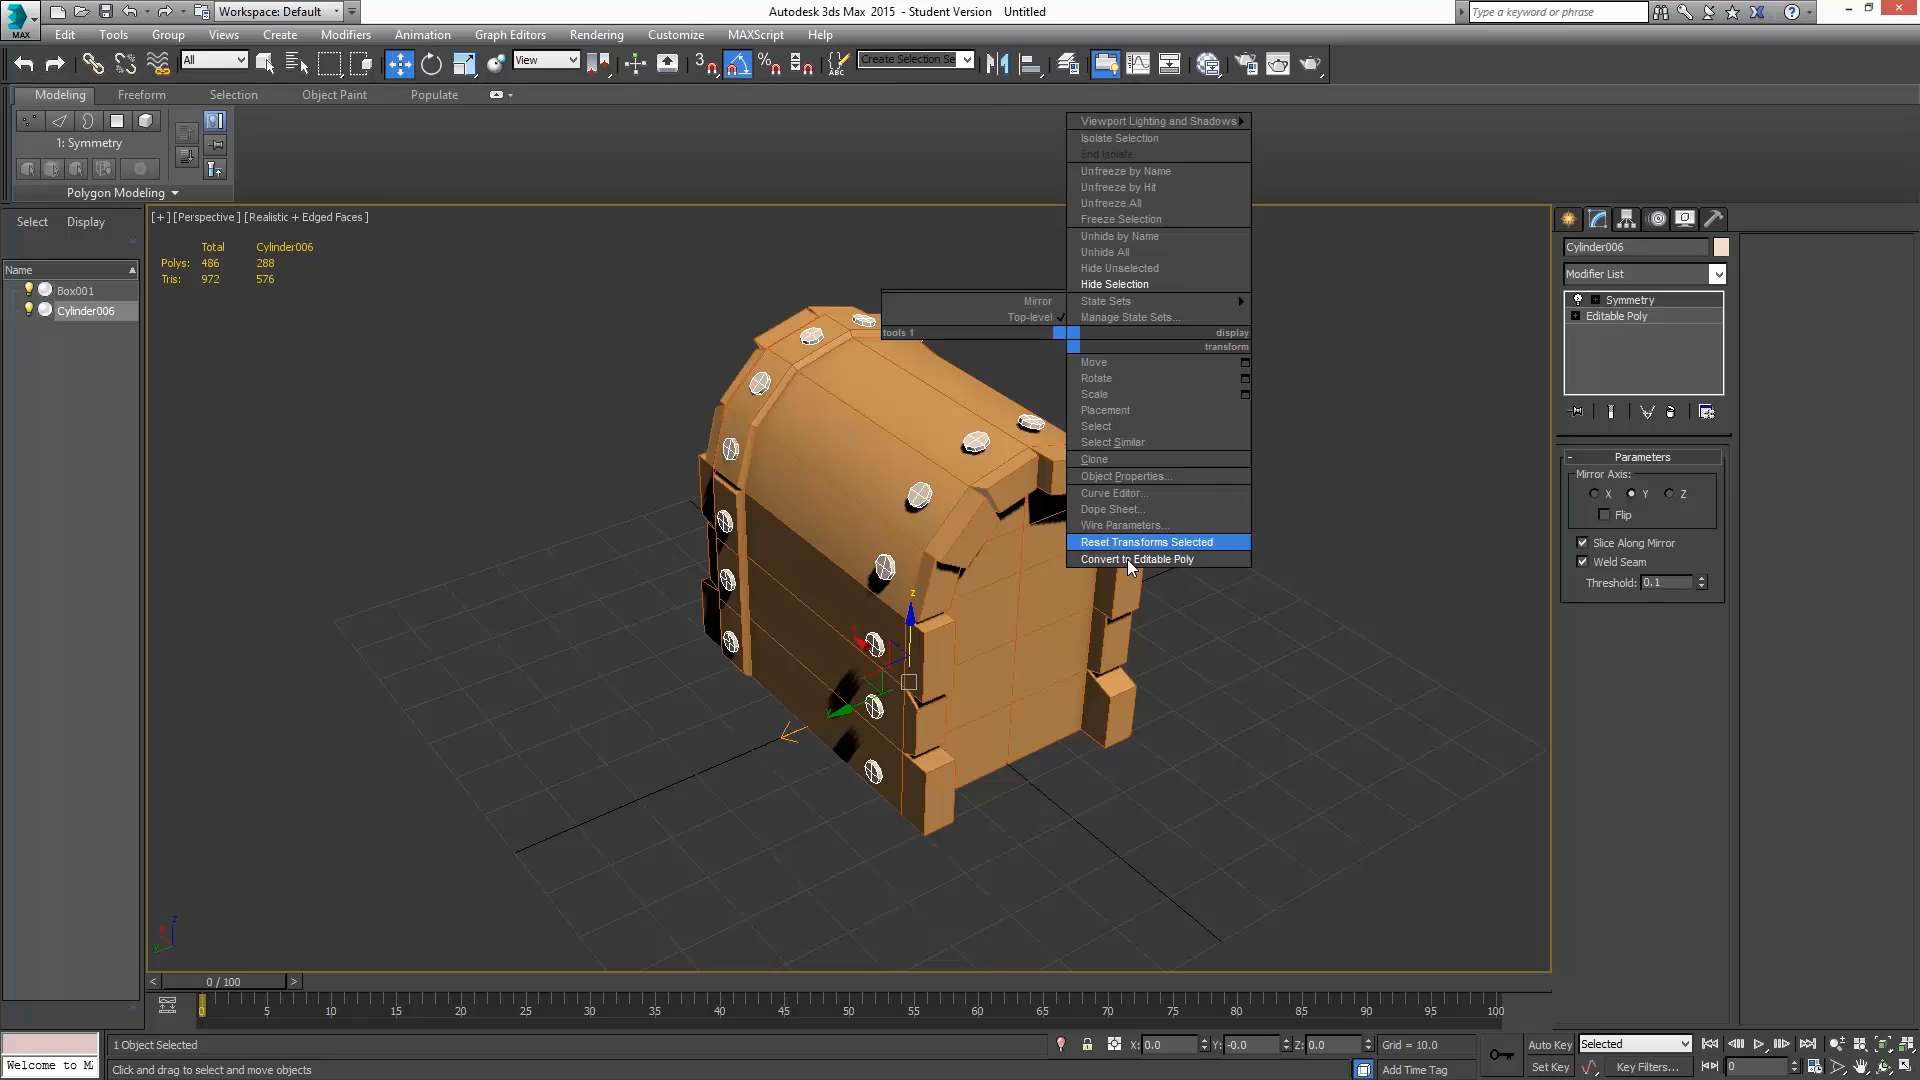 Workspace: Default
Autodesk 3ds Max 2015 - Student Version Untitled
Type a keyword or phrase
MAX
Edit Tools Group Views Create Modifiers Animation Graph Editors Rendering Customize MAXScript Help
All
View
3
%
ABC
Create Selection Se
Modeling Freeform Selection Object Paint Populate
1: Symmetry
Polygon Modeling
Select Display
Name
Box001
Cylinder006
[+] [Perspective] [Realistic + Edged Faces]
Total Cylinder006
Polys: 486 288
Tris: 972 576
Viewport Lighting and Shadows
Isolate Selection
End Isolate
Unfreeze by Name
Unfreeze by Hit
Unfreeze All
Freeze Selection
Unhide by Name
Unhide All
Hide Unselected
Hide Selection
State Sets
Manage State Sets...
Mirror
Top-level
tools 1
display
transform
Move
Rotate
Scale
Placement
Select
Select Similar
Clone
Object Properties...
Curve Editor...
Dope Sheet...
Wire Parameters...
Reset Transforms Selected
Convert to Editable Poly
z
z
Cylinder006
Modifier List
Symmetry
Editable Poly
Parameters
Mirror Axis:
X Y Z
Flip
Slice Along Mirror
Weld Seam
Threshold: 0.1
< 0 / 100 >
0 5 10 15 20 25 30 35 40 45 50 55 60 65 70 75 80 85 90 95 100
1 Object Selected
X: 0.0 Y: -0.0 Z: 0.0
Grid = 10.0
Auto Key
Selected
Welcome to M
Click and drag to select and move objects
Add Time Tag
Set Key
Key Filters...
0